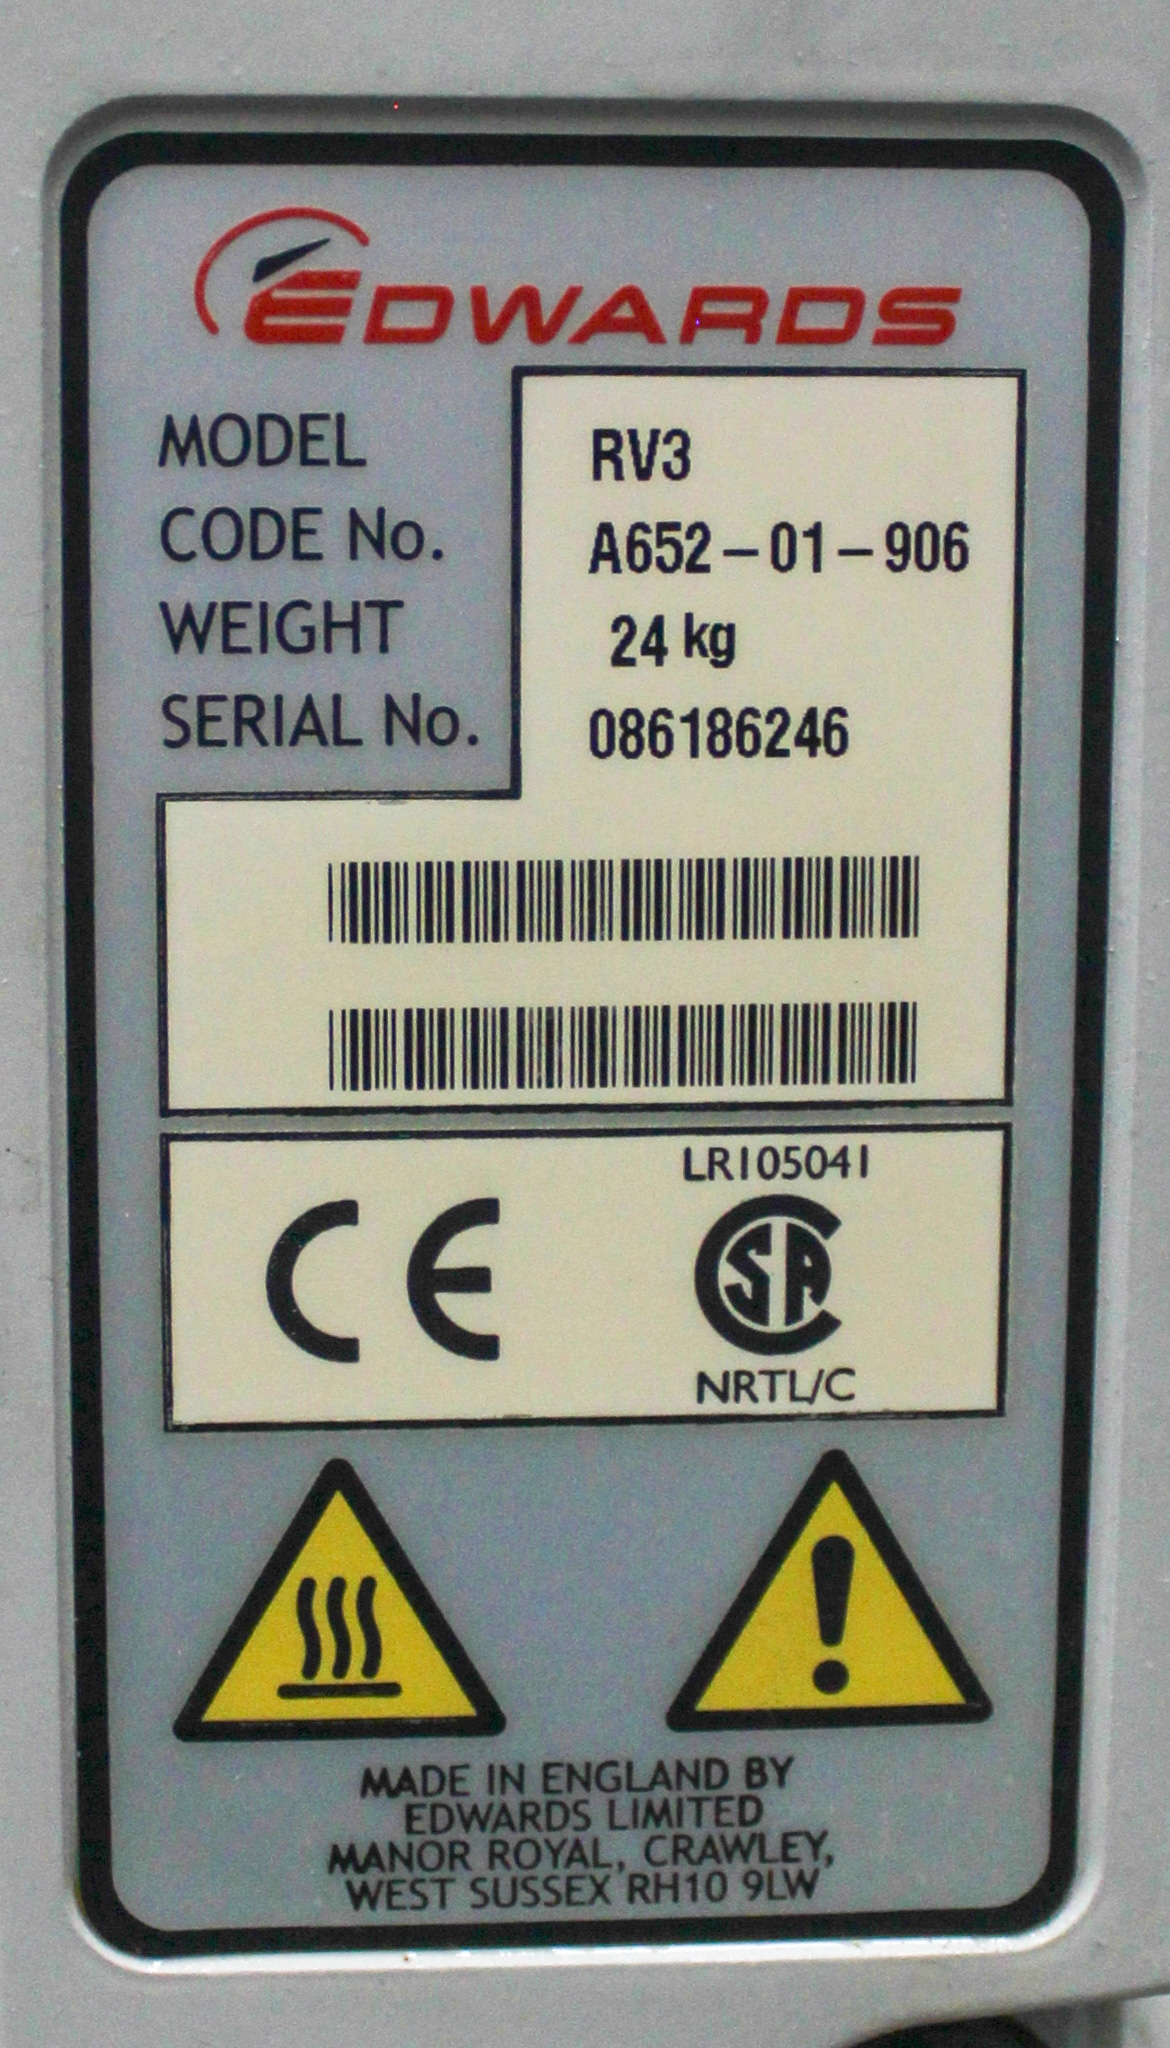 EDWARDS
MODEL RV3
CODE No. A652-01-906
WEIGHT 24 kg
SERIAL No. 086186246
LR105041
CE
SA
NRTL/C
MADE IN ENGLAND BY
EDWARDS LIMITED
MANOR ROYAL, CRAWLEY,
WEST SUSSEX RH10 9LW